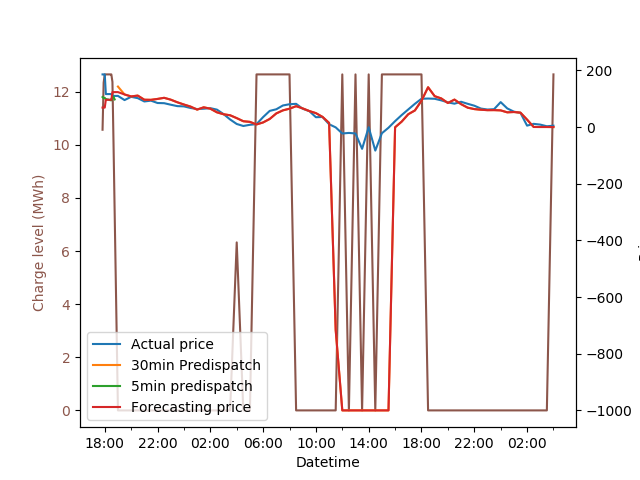 12
10
8
6
4
2
0
Charge level (MWh)
200
0
−200
−400
−600
−800
−1000
Actual price
30min Predispatch
5min predispatch
Forecasting price
18:00 22:00 02:00 06:00 10:00 14:00 18:00 22:00 02:00
Datetime